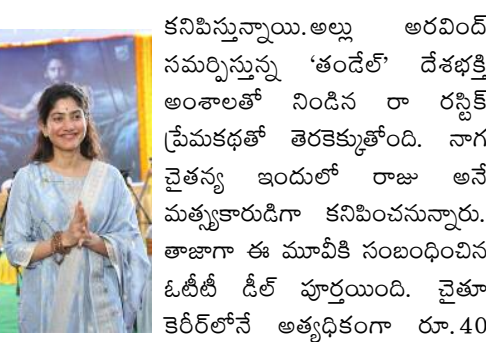 కనిపిస్తున్నాయి.అల్లు అరవింద్
సమర్పిస్తున్న ‘తండేల్’ దేశభక్తి
అంశాలతో నిండిన రా రస్టిక్
ప్రేమకథతో తెరకెక్కుతోంది. నాగ
చైతన్య ఇందులో రాజు అనే
మత్స్యకారుడిగా కనిపించనున్నారు.
తాజాగా ఈ మూవీకి సంబంధించిన
ఓటీటీ డీల్ పూర్తయింది. చైతూ
కెరీర్‌లోనే అత్యధికంగా రూ.40